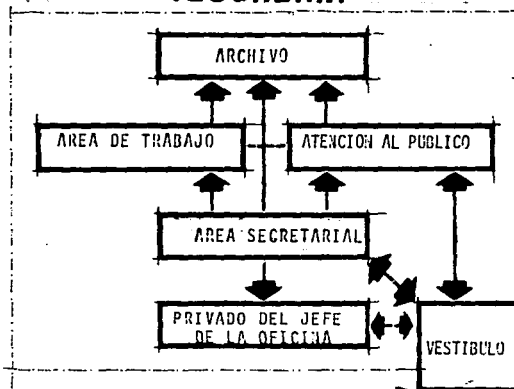 ARCHIVO
AREA DE TRABAJO
ATENCION AL PUBLICO
AREA SECRETARIAL
PRIVADO DEL JEFE
DE LA OFICINA
VESTIBULO